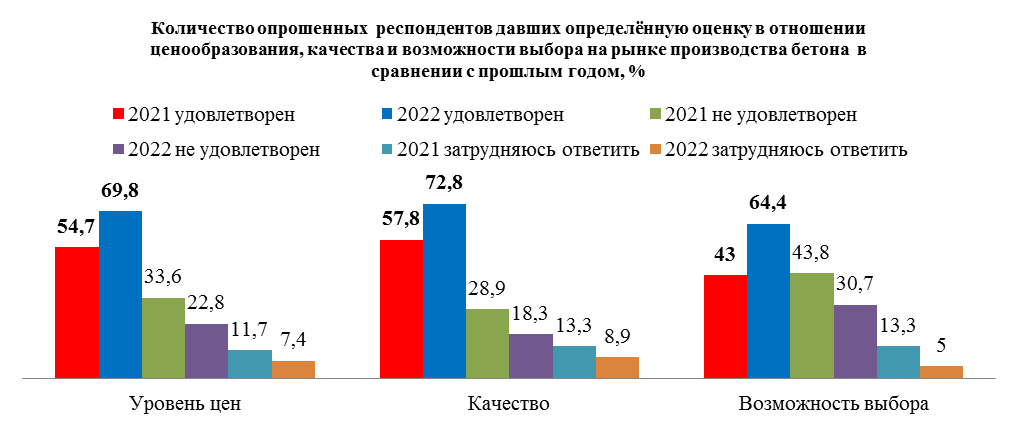 Количество опрошенных респондентов давших определённую оценку в отношении
ценообразования, качества и возможности выбора на рынке производства бетона в
сравнении с прошлым годом, %
2021 удовлетворен 2022 удовлетворен 2021 не удовлетворен
2022 не удовлетворен 2021 затрудняюсь ответить 2022 затрудняюсь ответить
54,7 69,8 33,6 22,8 11,7 7,4
57,8 72,8 28,9 18,3 13,3 8,9
43 64,4 43,8 30,7 13,3 5
Уровень цен Качество Возможность выбора